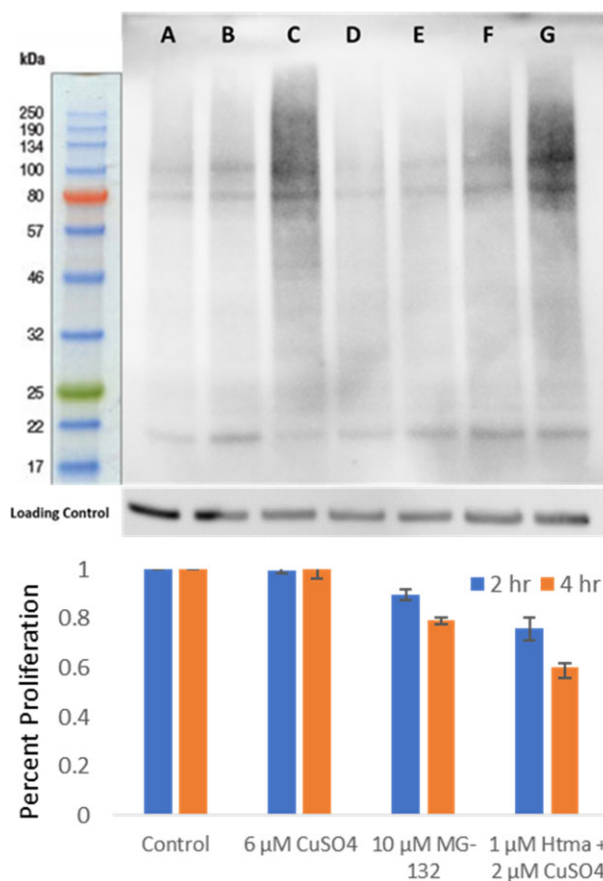 A B C D E F G
kDa
250
190
134
100
80
57
46
32
25
22
17
Loading Control
Percent Proliferation
1
0.8
0.6
0.4
0.2
0
2 hr 4 hr
Control 6 µM CuSO4 10 µM MG- 1 µM Htma +
132 2 µM CuSO4